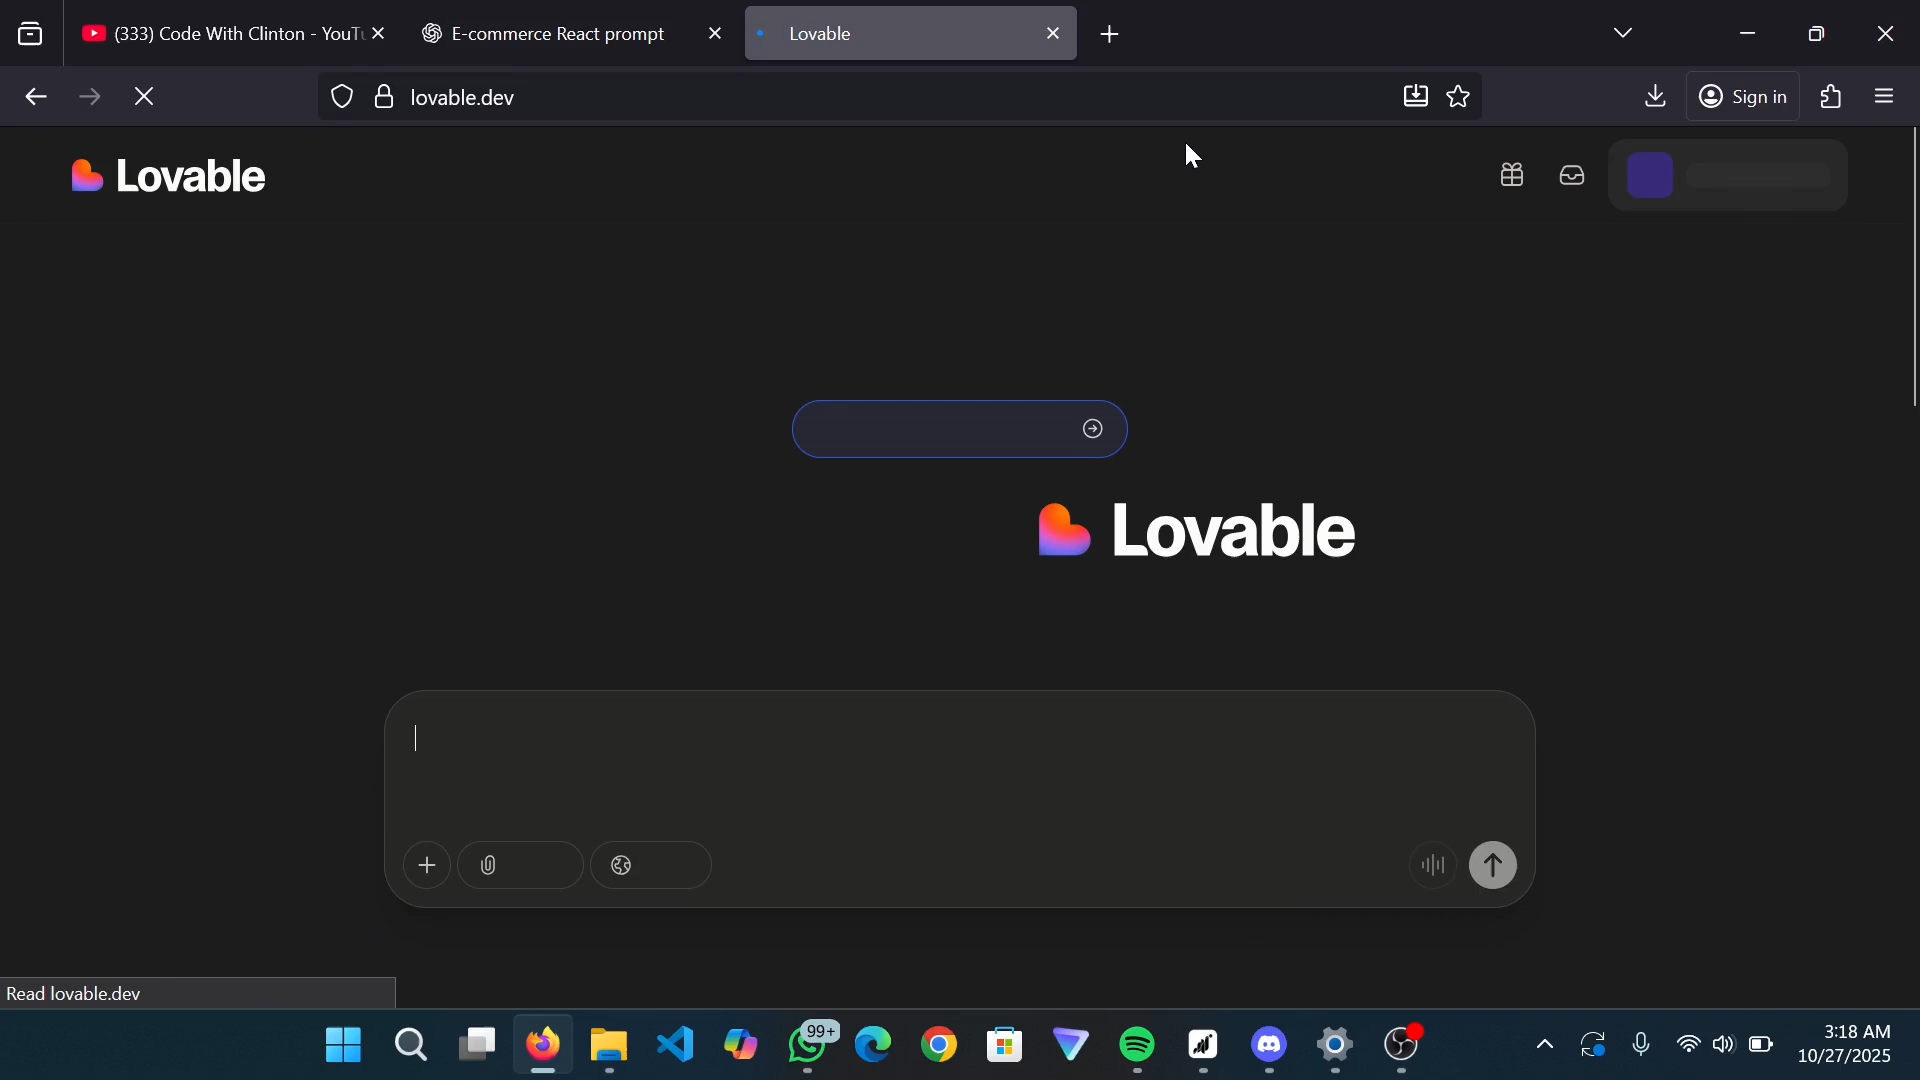 (333) Code With Clinton - YouTu
E-commerce React prompt
Lovable
lovable.dev
Sign in
Lovable
Lovable
Read lovable.dev
99+
3:18 AM
10/27/2025